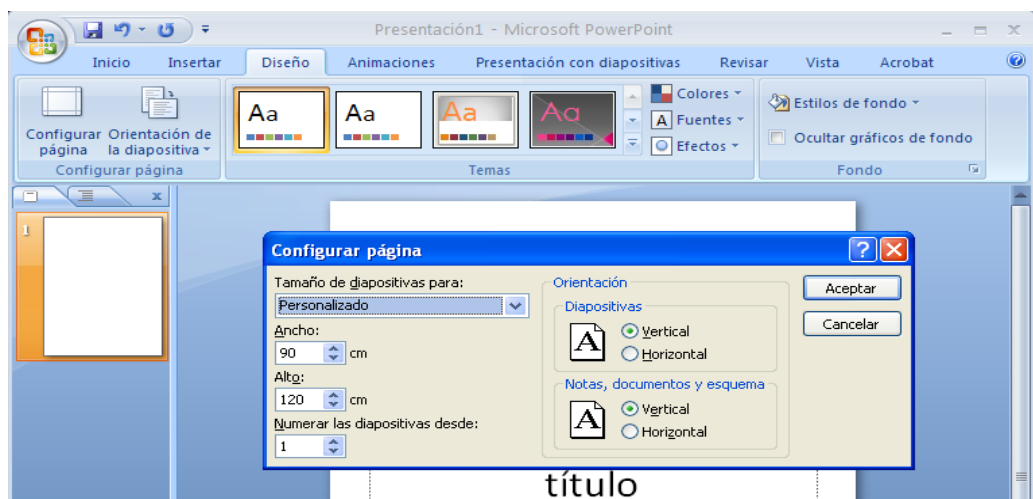 Presentación1 - Microsoft PowerPoint
Inicio Insertar Diseño Animaciones Presentación con diapositivas Revisar Vista Acrobat
Configurar página
Orientación de la diapositiva
Configurar página
Aa Aa Aa Aa
Colores
Fuentes
Efectos
Temas
Estilos de fondo
Ocultar gráficos de fondo
Fondo
1
Configurar página
Tamaño de diapositivas para:
Personalizado
Ancho:
90 cm
Alto:
120 cm
Numerar las diapositivas desde:
1
Orientación
Diapositivas
A
Vertical
Horizontal
Notas, documentos y esquema
A
Vertical
Horizontal
Aceptar
Cancelar
título